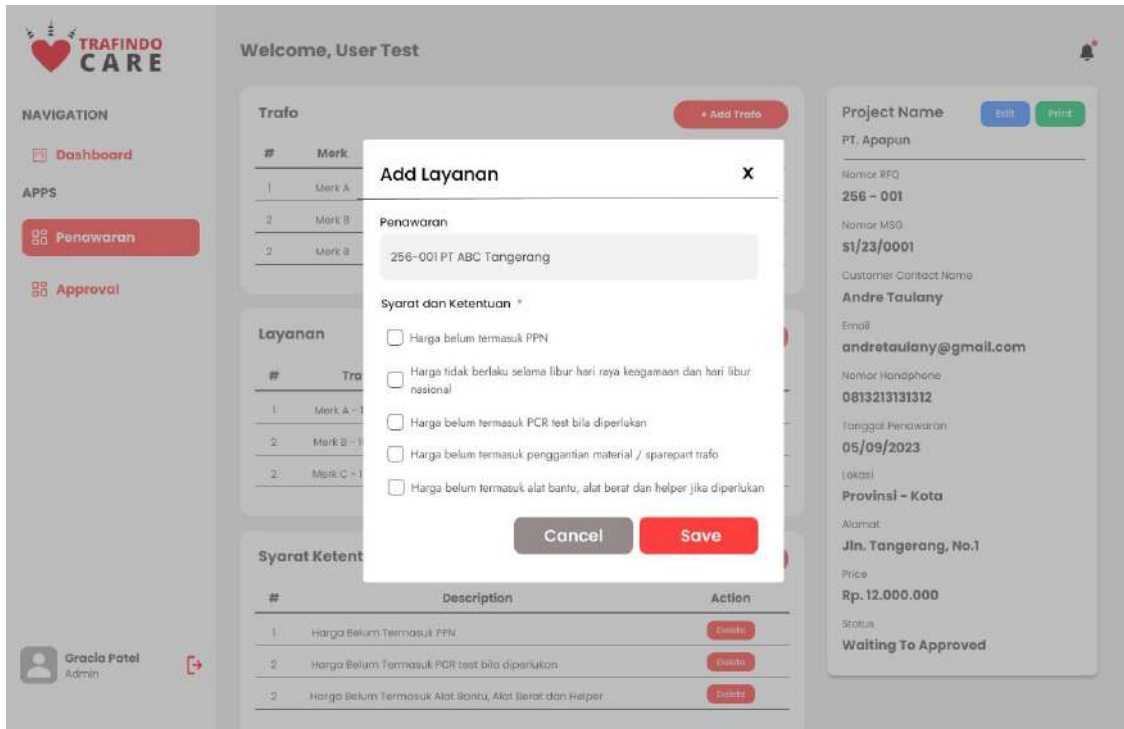 TRAFINDO
CARE
NAVIGATION
Dashboard
APPS
Penawaran
Approval
Gracia Patel
Admin
Welcome, User Test
Trafo
+ Add Trafo
# Merk
1 Merk A
2 Merk B
2 Merk B
Layanan
# Tra
1 Merk A - 1
2 Merk B - 1
2 Merk C - 1
Syarat Ketent
# Description Action
1 Harga Belum Termasuk PPN Delete
2 Harga Belum Termasuk PCR test bila diperlukan Delete
2 Harga Belum Termasuk Alat Bantu, Alat Berat dan Helper Delete
Add Layanan X
Penawaran
256-001 PT ABC Tangerang
Syarat dan Ketentuan *
Harga belum termasuk PPN
Harga tidak berlaku selama libur hari raya keagamaan dan hari libur
nasional
Harga belum termasuk PCR test bila diperlukan
Harga belum termasuk penggantian material / sparepart trafo
Harga belum termasuk alat bantu, alat berat dan helper jika diperlukan
Cancel Save
Project Name Edit Print
PT. Apapun
Nomor RFQ
256 - 001
Nomor MSO
S1/23/0001
Customer Contact Name
Andre Taulany
Email
andretaulany@gmail.com
Nomor Handphone
0813213131312
Tanggal Penawaran
05/09/2023
Lokasi
Provinsi - Kota
Alamat
Jln. Tangerang, No.1
Price
Rp. 12.000.000
Status
Waiting To Approved